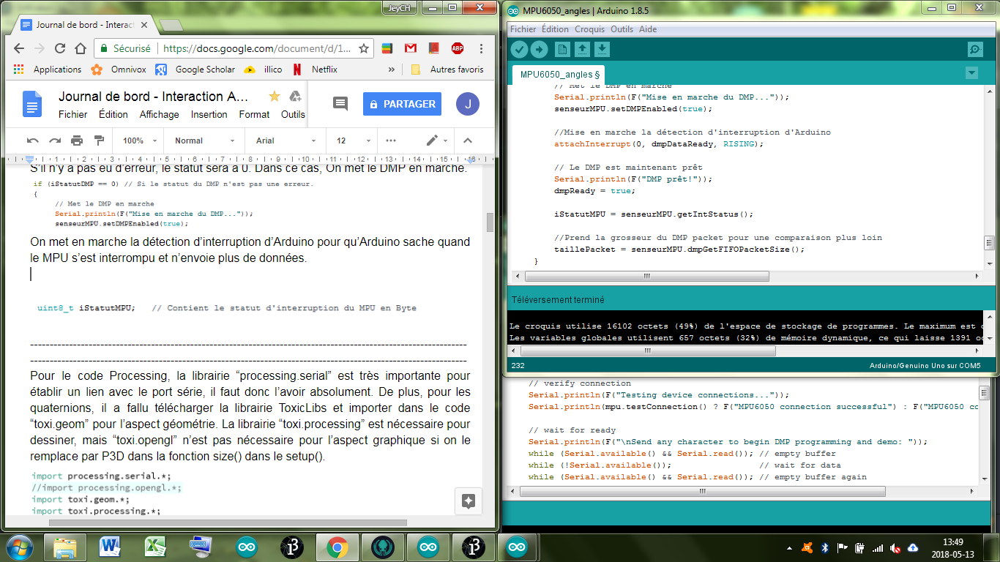 JeyCH
Journal de bord - Interact
Sécurisé
https://docs.google.com/document/d/1...
ABP
Applications
Omnivox
Google Scholar
illico
Netflix
»
Autres favoris
Journal de bord - Interaction A...
Fichier Édition Affichage Insertion Format Outils
PARTAGER
J
100% Normal Arial 12
1 2 3 4 5 6 7 8 9 10 11 12 13 14 15 16
S'il n'y a pas eu d'erreur, le statut sera à 0. Dans ce cas, On met le DMP en marche.
if (iStatutDMP == 0) // Si le statut du DMP n'est pas une erreur.
{
// Met le DMP en marche
Serial.println(F("Mise en marche du DMP..."));
senseurMPU.setDMPEnabled(true);
On met en marche la détection d'interruption d'Arduino pour qu'Arduino sache quand
le MPU s'est interrompu et n'envoie plus de données.
uint8_t iStatutMPU; // Contient le statut d'interruption du MPU en Byte
Pour le code Processing, la librairie “processing.serial” est très importante pour
établir un lien avec le port série, il faut donc l'avoir absolument. De plus, pour les
quaternions, il a fallu télécharger la librairie ToxicLibs et importer dans le code
“toxi.geom” pour l'aspect géométrie. La librairie “toxi.processing” est nécessaire pour
dessiner, mais “toxi.opengl” n'est pas nécessaire pour l'aspect graphique si on le
remplace par P3D dans la fonction size() dans le setup().
import processing.serial.*;
//import processing.opengl.*;
import toxi.geom.*;
import toxi.processing.*;
MPU6050_angles | Arduino 1.8.5
Fichier Édition Croquis Outils Aide
MPU6050_angles §
// Met le DMP en marche
Serial.println(F("Mise en marche du DMP..."));
senseurMPU.setDMPEnabled(true);
//Mise en marche la détection d'interruption d'Arduino
attachInterrupt(0, dmpDataReady, RISING);
// Le DMP est maintenant prêt
Serial.println(F("DMP prêt!"));
dmpReady = true;
iStatutMPU = senseurMPU.getIntStatus();
//Prend la grosseur du DMP packet pour une comparaison plus loin
taillePacket = senseurMPU.dmpGetFIFOPacketSize();
}
Téléversement terminé
Le croquis utilise 16102 octets (49%) de l'espace de stockage de programmes. Le maximum est
Les variables globales utilisent 657 octets (32%) de mémoire dynamique, ce qui laisse 1391
232
Arduino/Genuino Uno sur COM5
// verify connection
Serial.println(F("Testing device connections..."));
Serial.println(mpu.testConnection() ? F("MPU6050 connection successful") : F("MPU6050 co
// wait for ready
Serial.println(F("\nSend any character to begin DMP programming and demo: "));
while (Serial.available() && Serial.read()); // empty buffer
while (!Serial.available()); // wait for data
while (Serial.available() && Serial.read()); // empty buffer again
13:49
2018-05-13